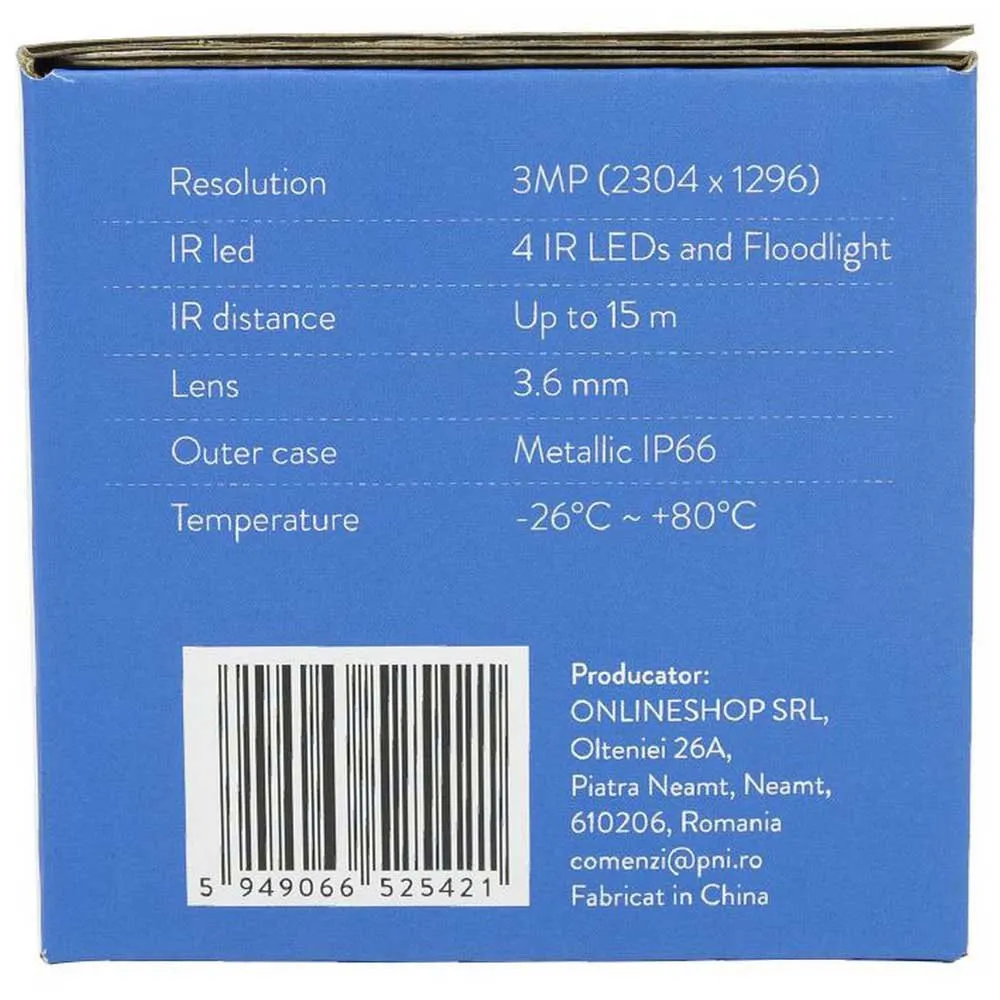 Resolution 3MP (2304 x 1296)
IR led 4 IR LEDs and Floodlight
IR distance Up to 15 m
Lens 3.6 mm
Outer case Metallic IP66
Temperature -26°C ~ +80°C
Producator:
ONLINESHOP SRL,
Olteniei 26A,
Piatra Neamt, Neamt,
610206, Romania
comenzi@pni.ro
Fabricat in China
5 949066 525421